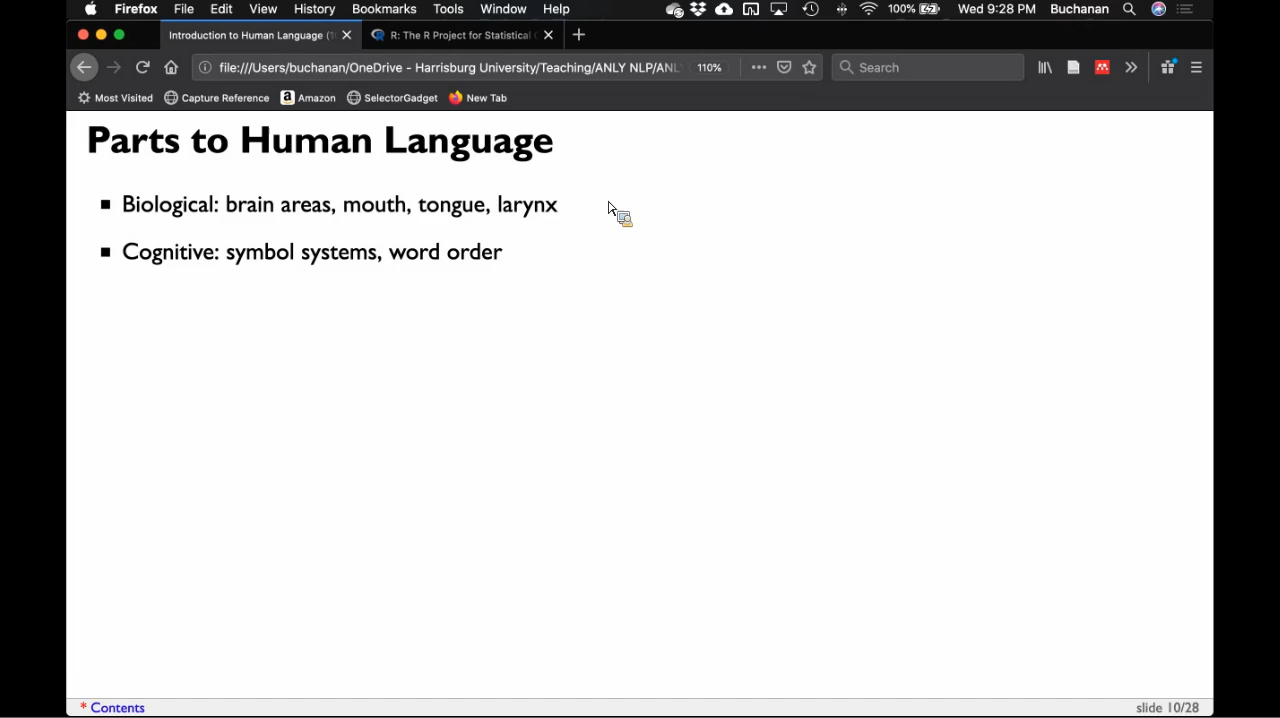 Firefox File Edit View History Bookmarks Tools Window Help 100% Wed 9:28 PM Buchanan
Introduction to Human Language (1 R: The R Project for Statistical C
file:///Users/buchanan/OneDrive - Harrisburg University/Teaching/ANLY NLP/ANL 110% Search
Most Visited Capture Reference Amazon SelectorGadget New Tab
Parts to Human Language
Biological: brain areas, mouth, tongue, larynx
Cognitive: symbol systems, word order
* Contents slide 10/28